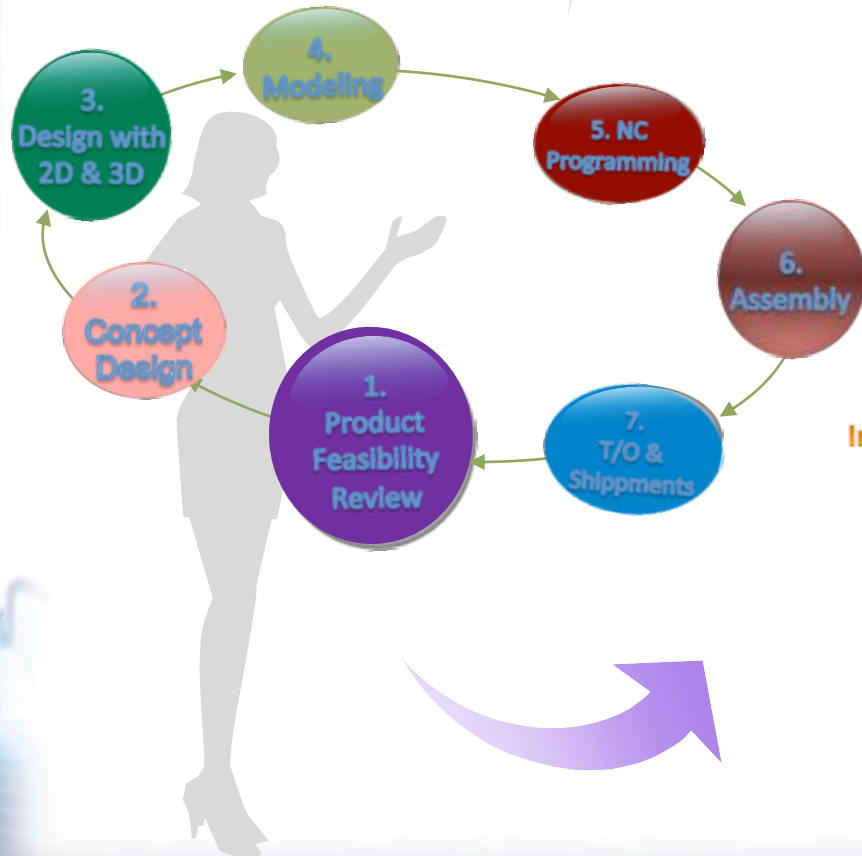 1.
Product
Feasibility
Review
2.
Concept
Design
3.
Design with
2D & 3D
4.
Modeling
5. NC
Programming
6.
Assembly
7.
T/O &
Shippments